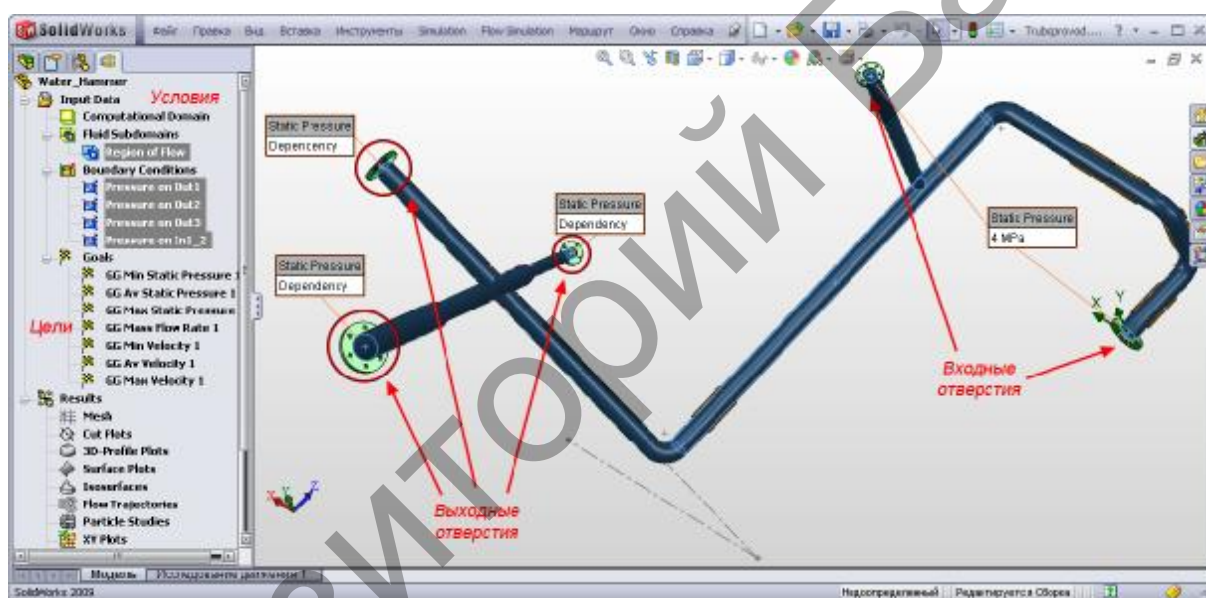 SolidWorks Файл Правка Вид Вставка Инструменты Simulation Flow Simulation Маршрут Окно Справка Truboprovod.... ?
Water_Hammer
Input Data Условия
Computational Domain
Fluid Subdomains
Region of Flow
Boundary Conditions
Pressure on Out1
Pressure on Out2
Pressure on Out3
Pressure on In1_2
Goals
GG Min Static Pressure 1
GG Av Static Pressure 1
GG Max Static Pressure
Цели GG Mass Flow Rate 1
GG Min Velocity 1
GG Av Velocity 1
GG Max Velocity 1
Results
Mesh
Cut Plots
3D-Profile Plots
Surface Plots
Isosurfaces
Flow Trajectories
Particle Studies
XY Plots
Static Pressure
Dependency
Static Pressure
Dependency
Static Pressure
Dependency
Static Pressure
4 MPa
X Y
Входные
отверстия
Выходные
отверстия
X Y Z
Модель Исследование движения 1
SolidWorks 2009 Недоопределенный Редактируется Сборка